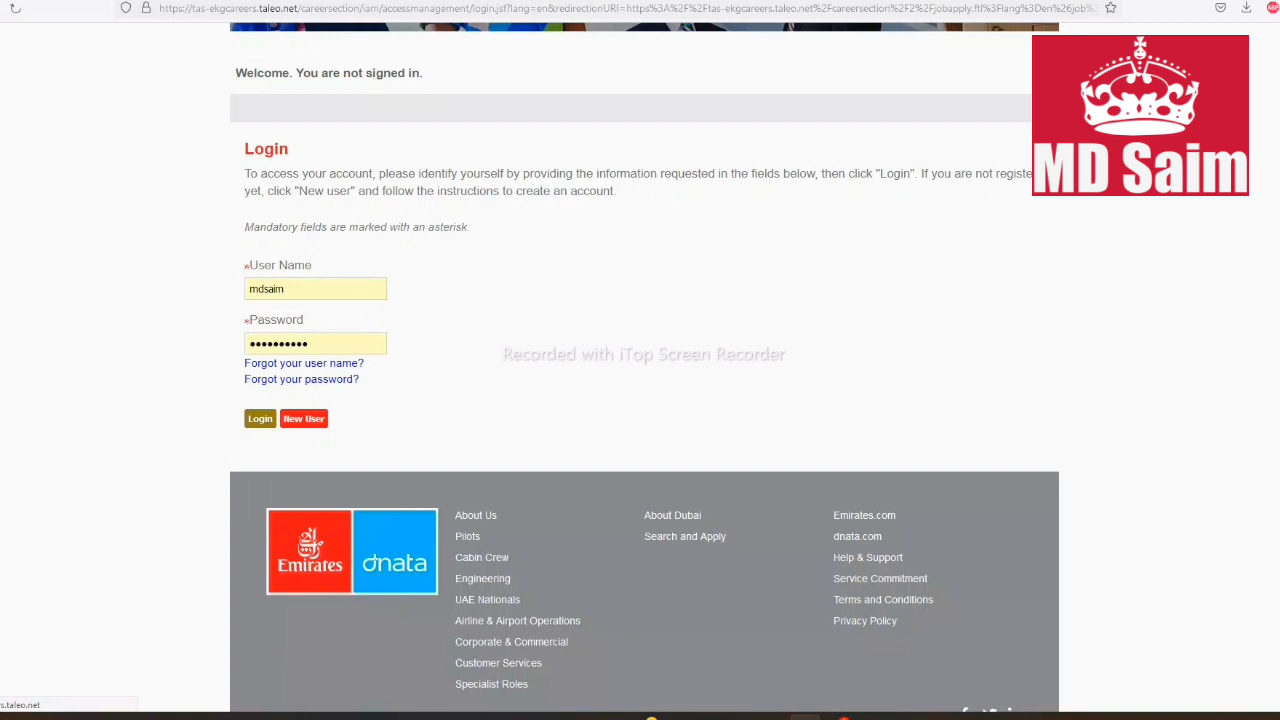 https://tas-ekgcareers.taleo.net/careersection/iam/accessmanagement/login.jsf?lang=en&redirectionURI=https%3A%2F%2Ftas-ekgcareers.taleo.net%2Fcareersection%2F2%2Fjobapply.ftl%3Flang%3Den%26job%
ABP
Welcome. You are not signed in.
MD Saim
Login
To access your account, please identify yourself by providing the information requested in the fields below, then click "Login". If you are not registe
yet, click "New user" and follow the instructions to create an account.
Mandatory fields are marked with an asterisk.
*User Name
mdsaim
*Password
Recorded with iTop Screen Recorder
Forgot your user name?
Forgot your password?
Login New User
Emirates
dnata
About Us
Pilots
Cabin Crew
Engineering
UAE Nationals
Airline & Airport Operations
Corporate & Commercial
Customer Services
Specialist Roles
About Dubai
Search and Apply
Emirates.com
dnata.com
Help & Support
Service Commitment
Terms and Conditions
Privacy Policy
rs.taleo.net